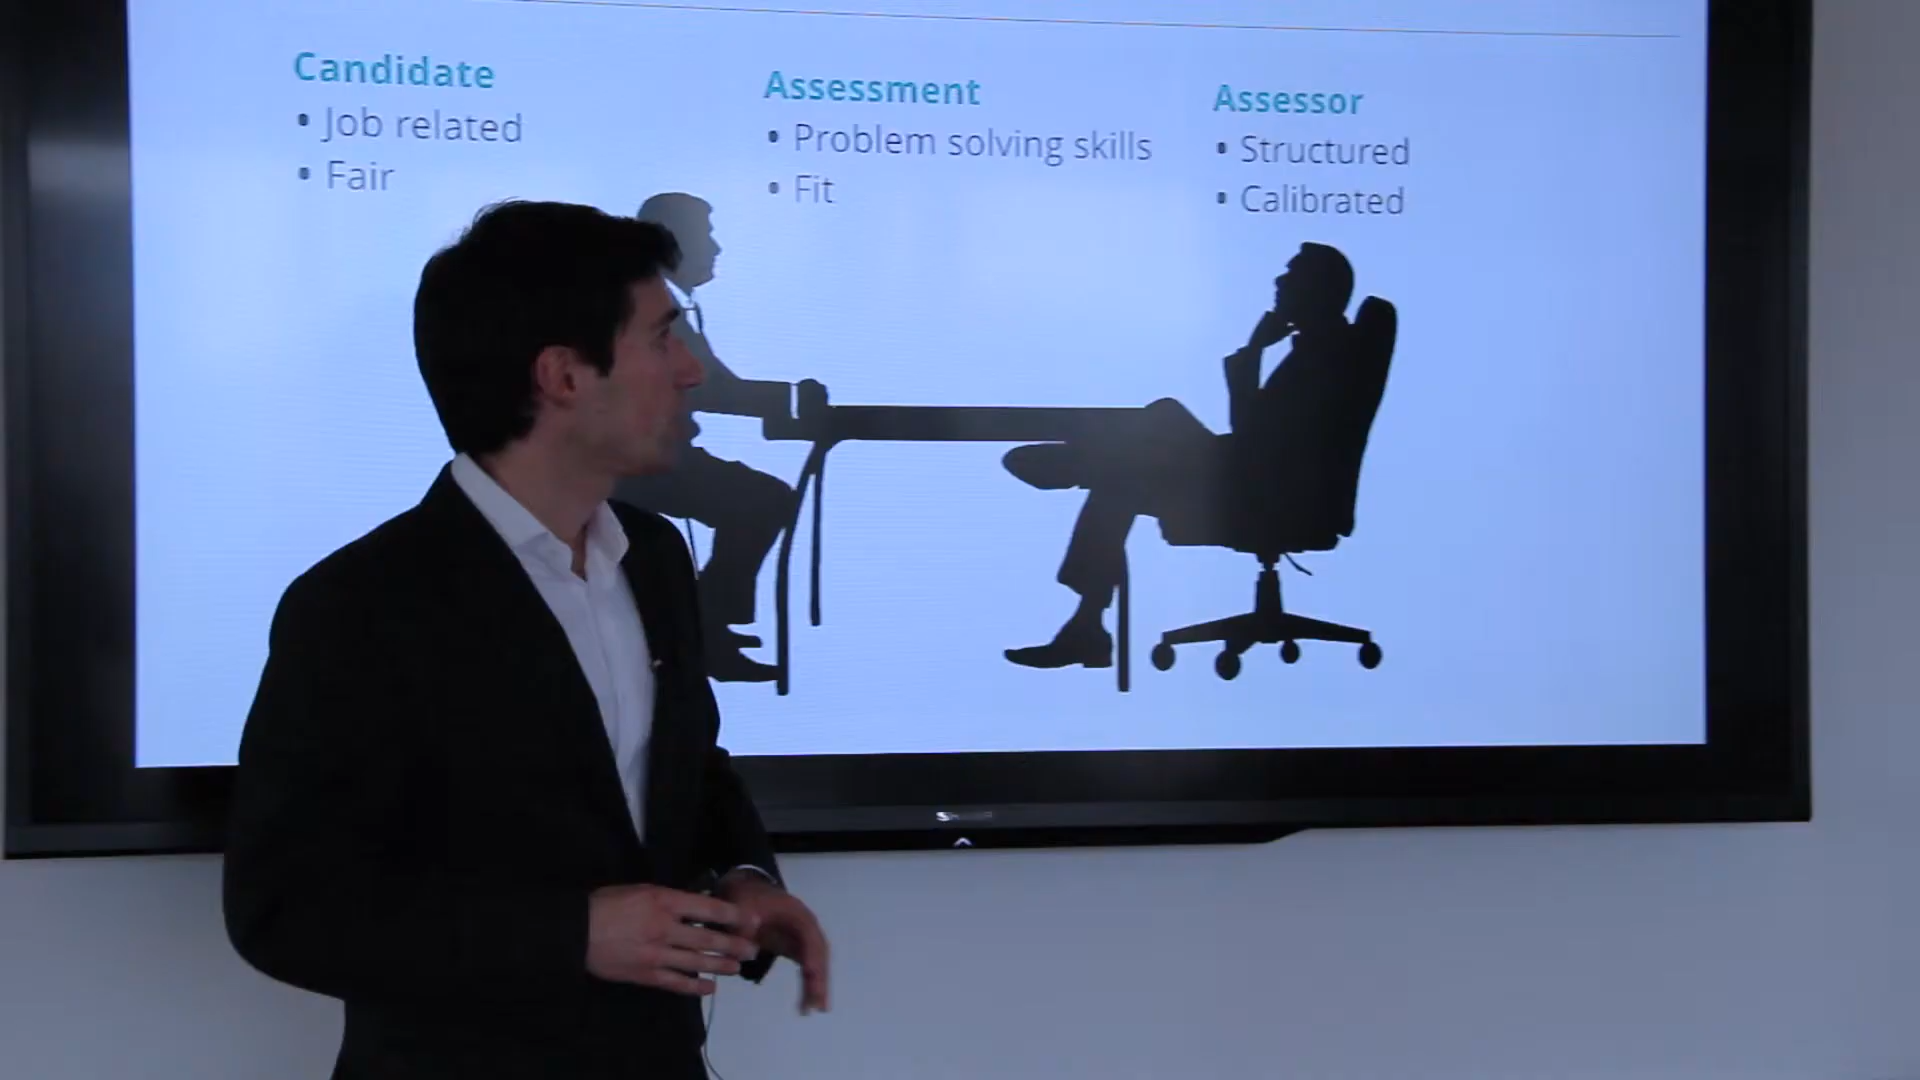 Candidate
• Job related
• Fair
Assessment
• Problem solving skills
• Fit
Assessor
• Structured
• Calibrated